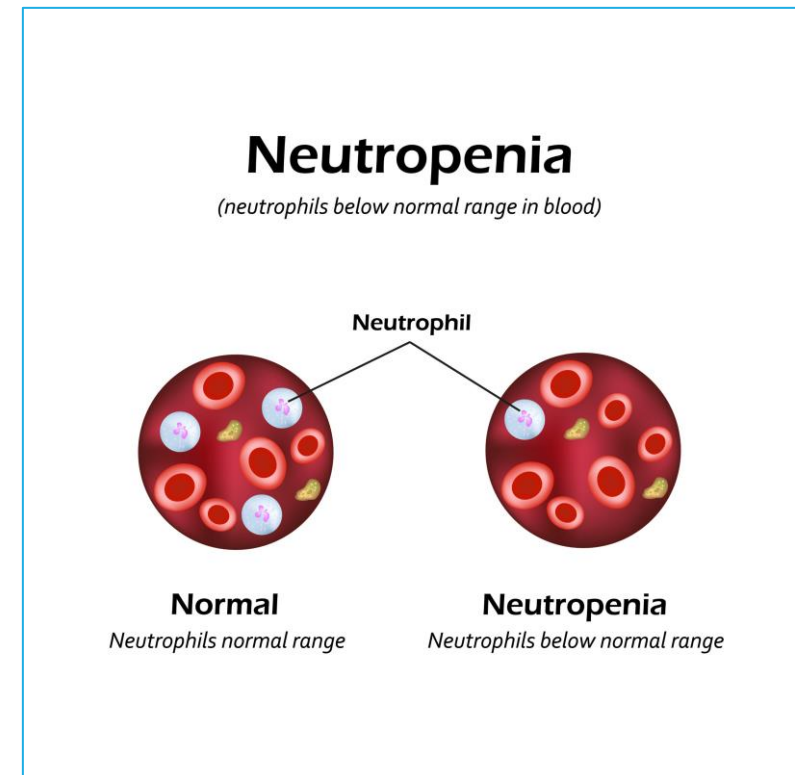 Neutropenia
(neutrophils below normal range in blood)
Neutrophil
Normal
Neutrophils normal range
Neutropenia
Neutrophils below normal range